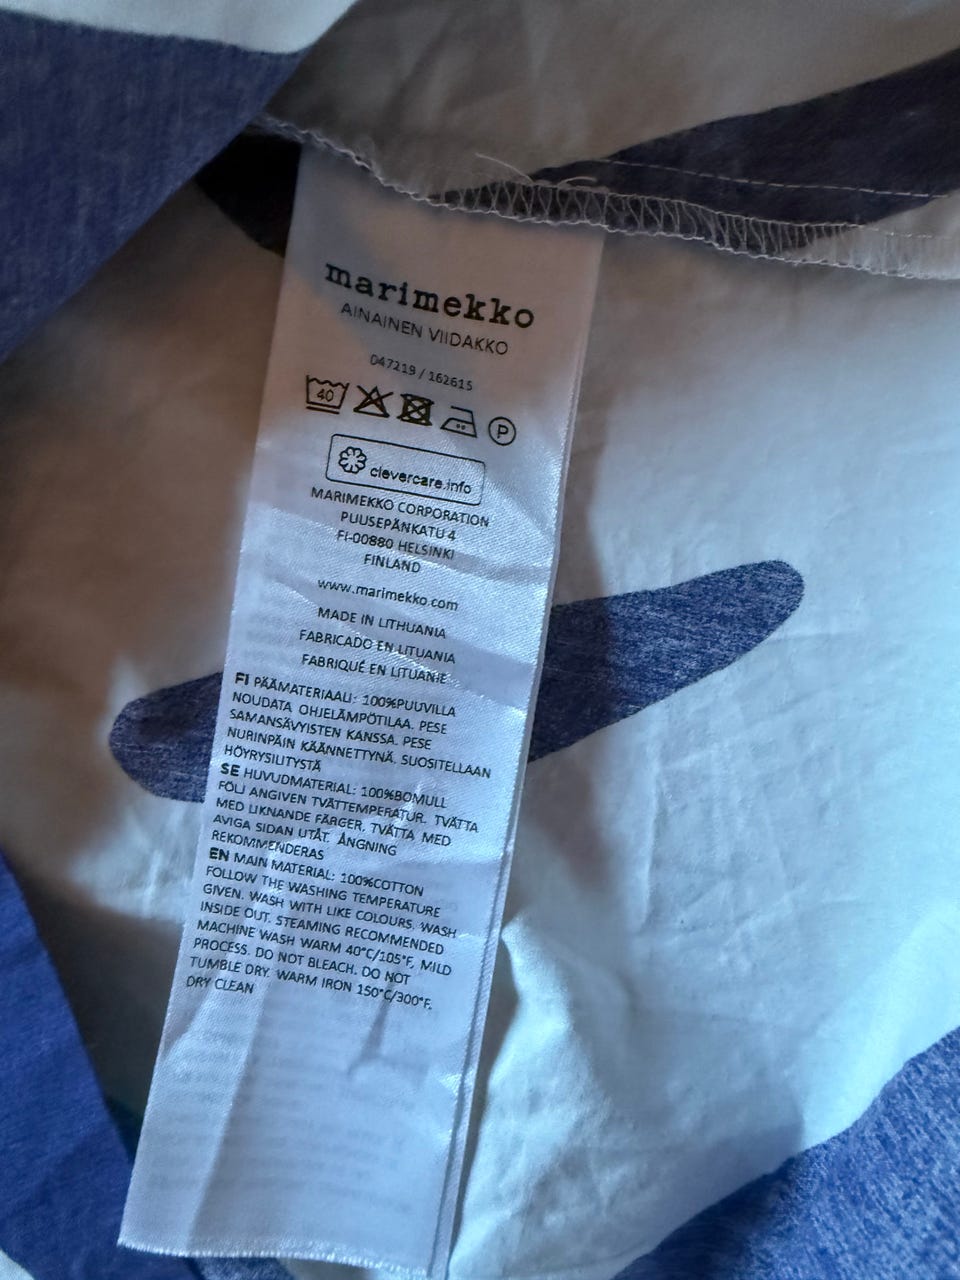 marimekko
AINAINEN VIIDAKKO
047219 / 162615
40 P
clevercare.info
MARIMEKKO CORPORATION
PUUSEPÄNKATU 4
FI-00880 HELSINKI
FINLAND
www.marimekko.com
MADE IN LITHUANIA
FABRICADO EN LITUANIA
FABRIQUÉ EN LITUANIE
FI PÄÄMATERIAALI: 100%PUUVILLA
NOUDATA OHJELÄMPÖTILAA. PESE
SAMANSÄVYISTEN KANSSA. PESE
NURINPÄIN KÄÄNNETTYNÄ. SUOSITELLAAN
HÖYRYSILITYSTÄ
SE HUVUDMATERIAL: 100%BOMULL
FÖLJ ANGIVEN TVÄTTEMPERATUR. TVÄTTA
MED LIKNANDE FÄRGER. TVÄTTA MED
AVIGA SIDAN UTÅT. ÅNGNING
REKOMMENDERAS
EN MAIN MATERIAL: 100%COTTON
FOLLOW THE WASHING TEMPERATURE
GIVEN. WASH WITH LIKE COLOURS. WASH
INSIDE OUT. STEAMING RECOMMENDED
MACHINE WASH WARM 40°C/105°F, MILD
PROCESS. DO NOT BLEACH. DO NOT
TUMBLE DRY. WARM IRON 150°C/300°F.
DRY CLEAN